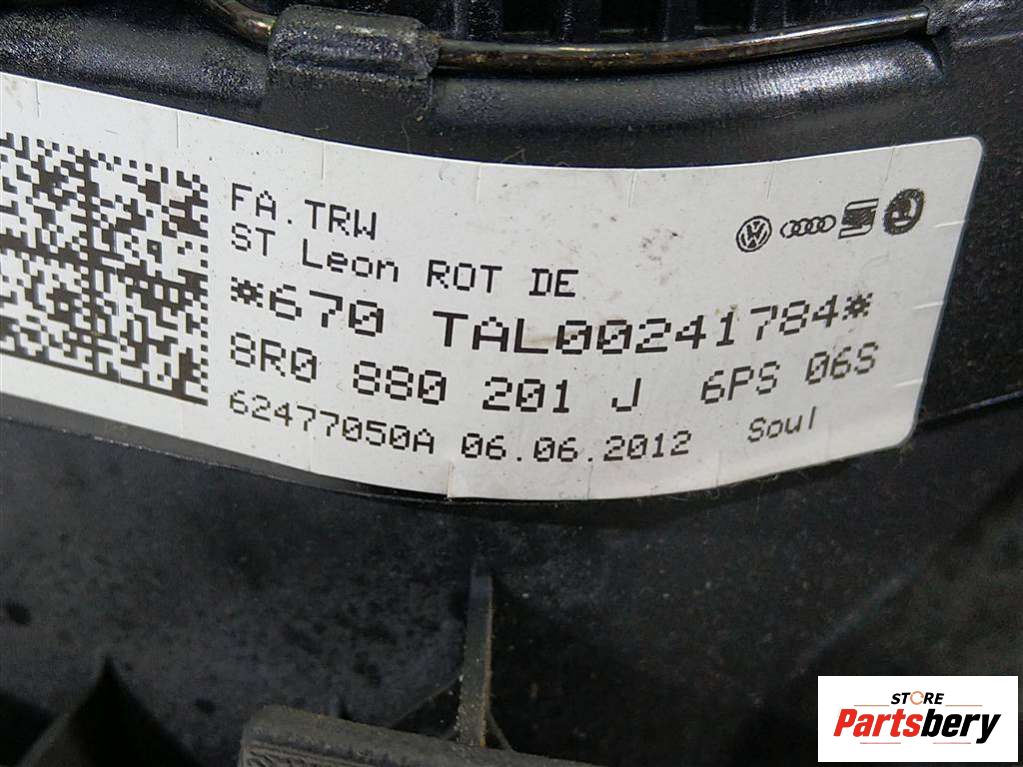 FA.TRW
ST Leon ROT DE
*670 TAL00241784*
8R0 880 201 J 6PS 06S
62477050A 06.06.2012 Soul
STORE
Partsbery